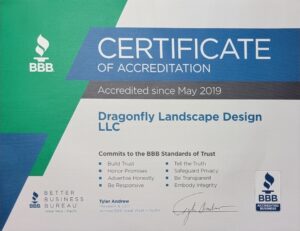 BBB
CERTIFICATE
OF ACCREDITATION
Accredited since May 2019
Dragonfly Landscape Design
LLC
Commits to the BBB Standards of Trust
• Build Trust
• Honor Promises
• Advertise Honestly
• Be Responsive
• Tell the Truth
• Safeguard Privacy
• Be Transparent
• Embody Integrity
BBB
BETTER
BUSINESS
BUREAU
Tyler Andrew
BBB
ACCREDITED
BUSINESS